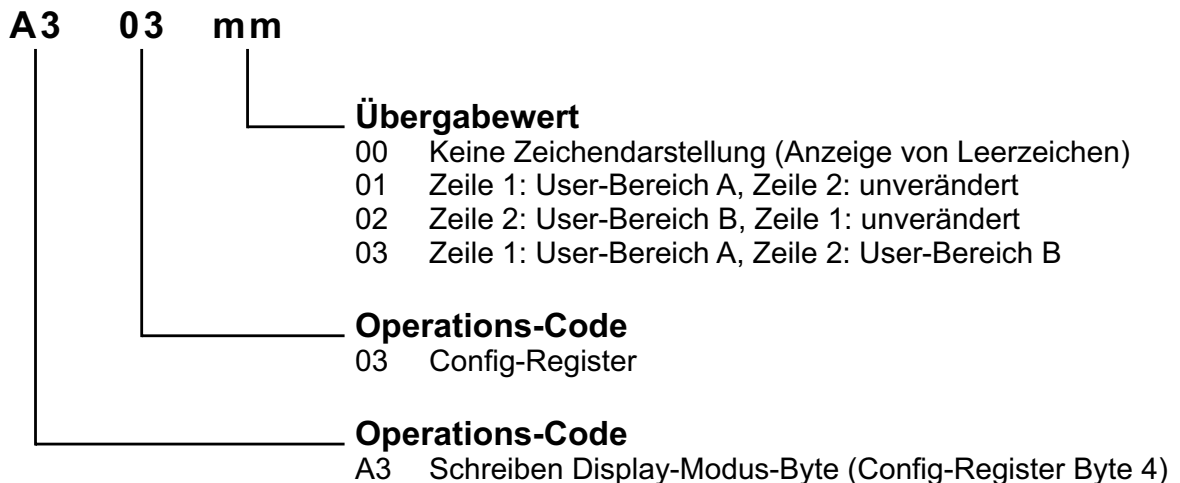 A3 03 mm
Übergabewert
00 Keine Zeichendarstellung (Anzeige von Leerzeichen)
01 Zeile 1: User-Bereich A, Zeile 2: unverändert
02 Zeile 2: User-Bereich B, Zeile 1: unverändert
03 Zeile 1: User-Bereich A, Zeile 2: User-Bereich B
Operations-Code
03 Config-Register
Operations-Code
A3 Schreiben Display-Modus-Byte (Config-Register Byte 4)